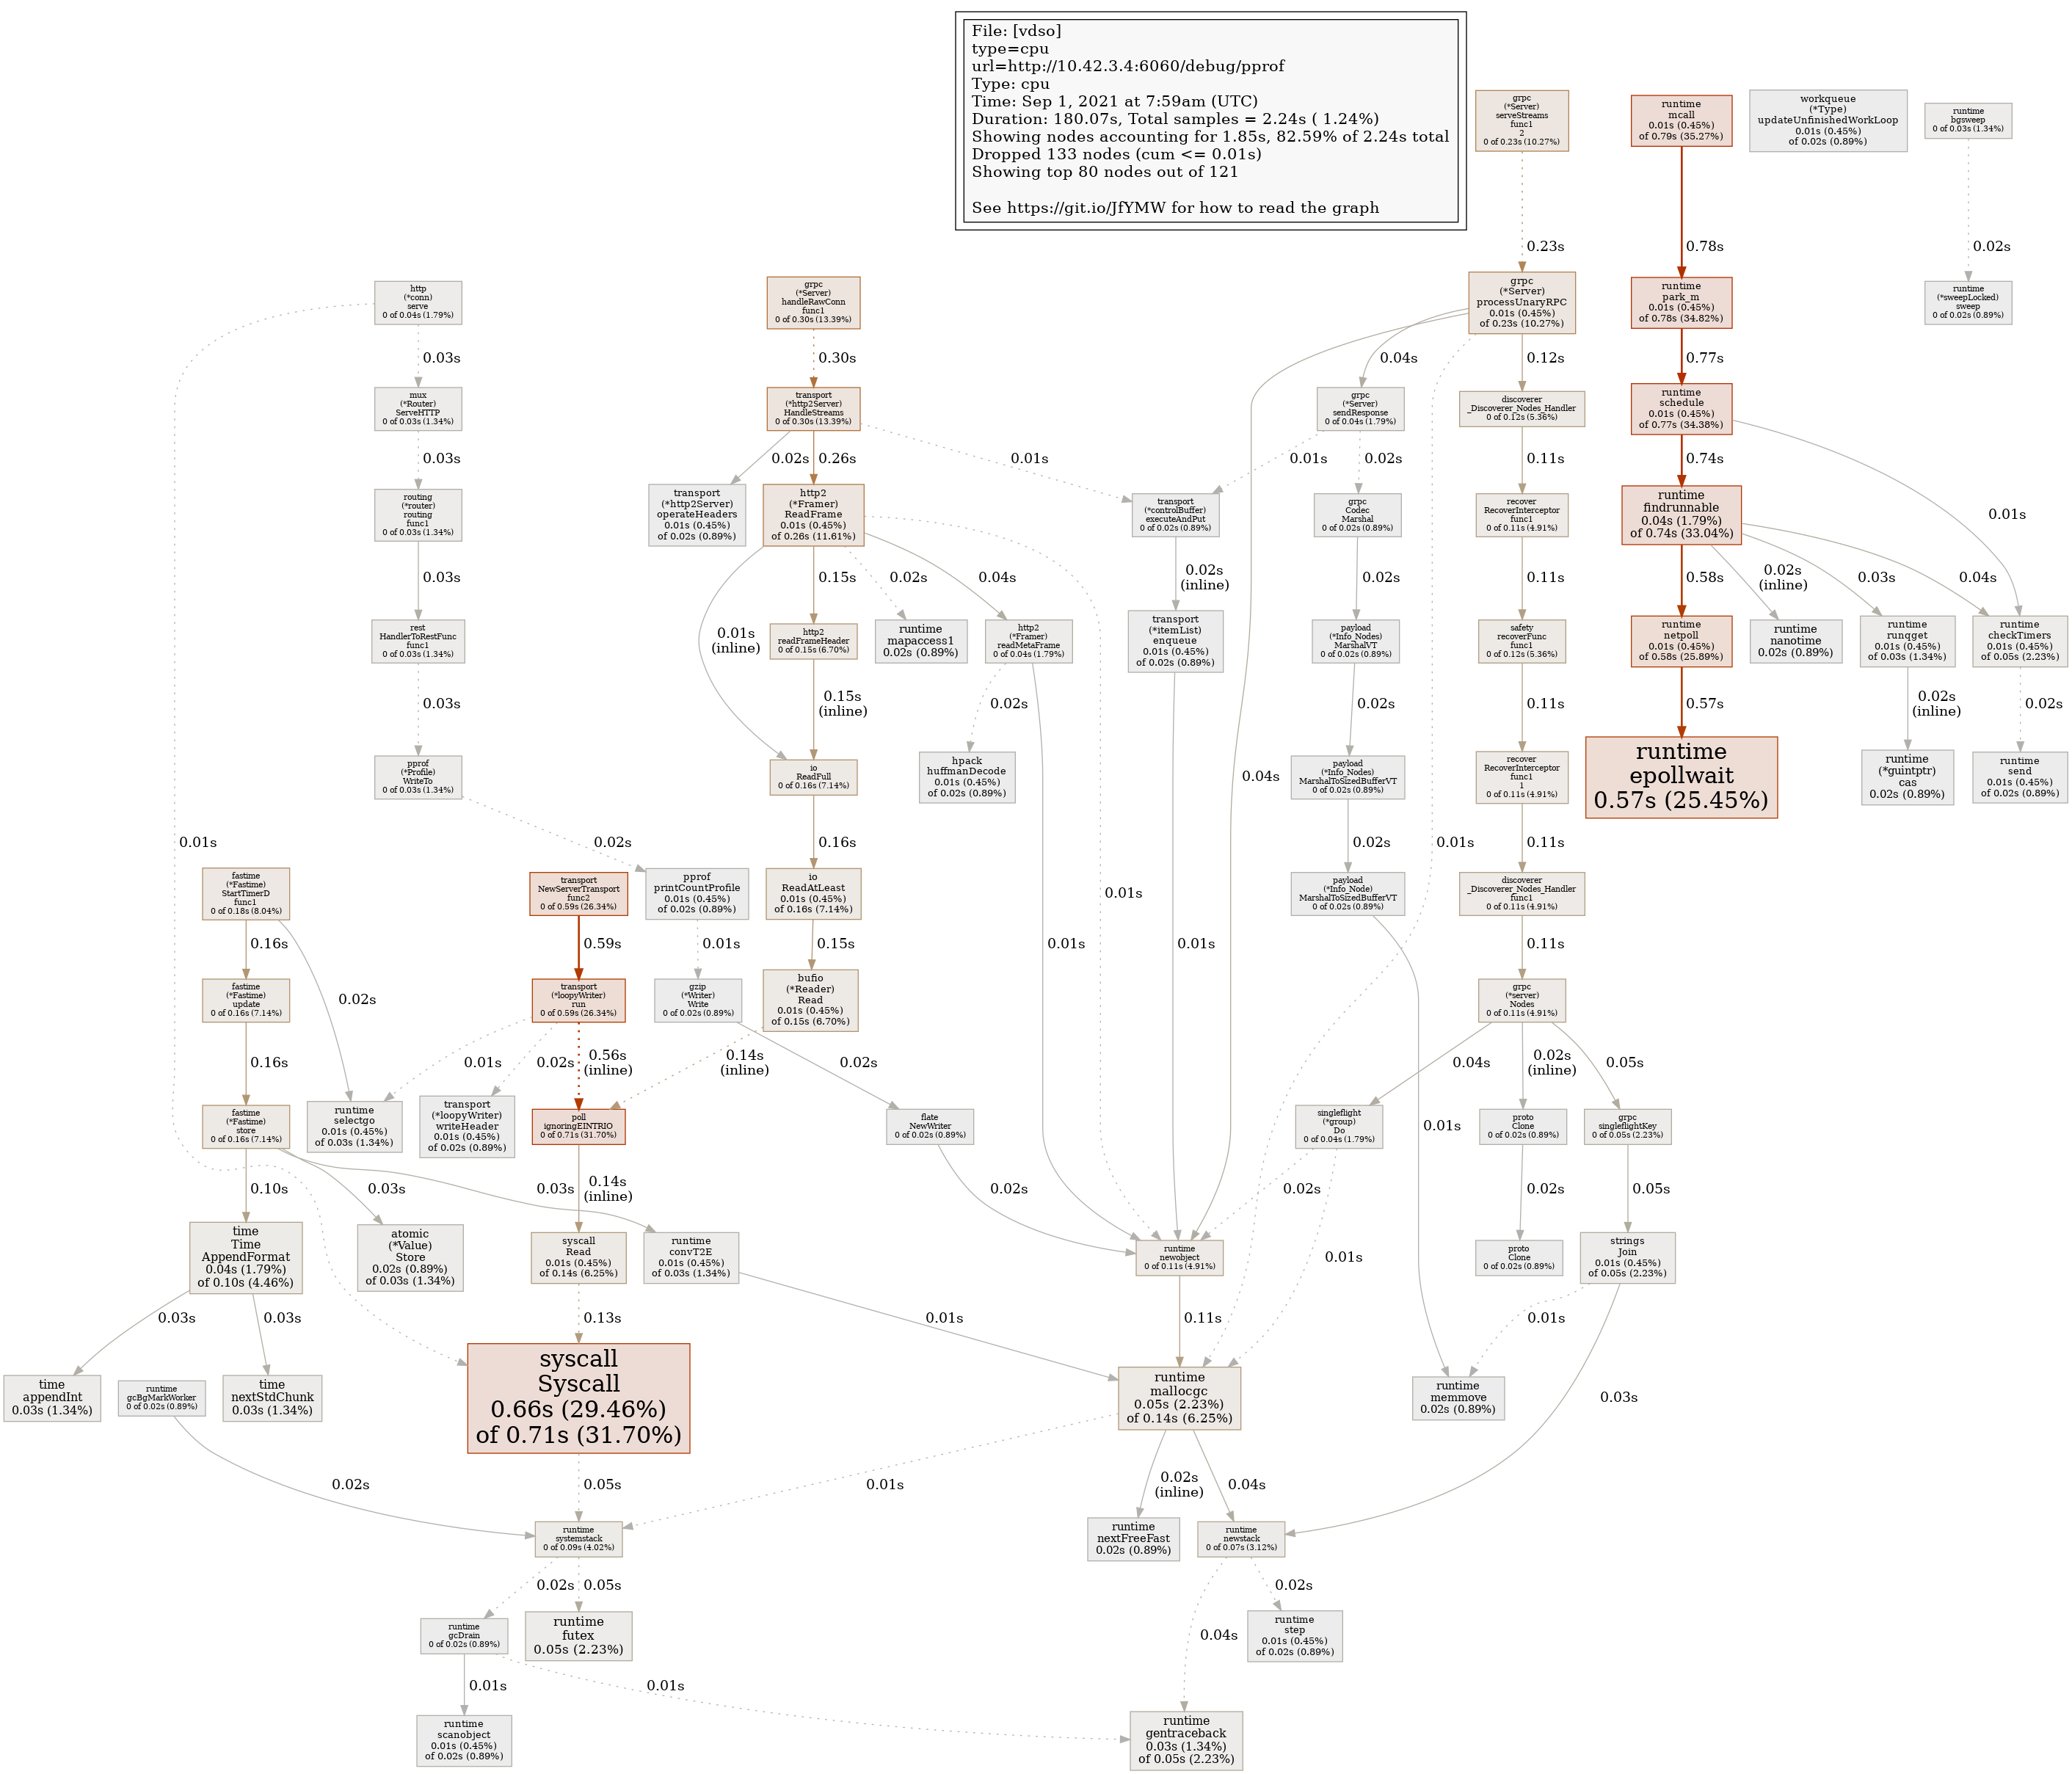 File: [vdso]
type=cpu
url=http://10.42.3.4:6060/debug/pprof
Type: cpu
Time: Sep 1, 2021 at 7:59am (UTC)
Duration: 180.07s, Total samples = 2.24s ( 1.24%)
Showing nodes accounting for 1.85s, 82.59% of 2.24s total
Dropped 133 nodes (cum <= 0.01s)
Showing top 80 nodes out of 121
See https://git.io/JfYMW for how to read the graph
grpc
(*Server)
serveStreams
func1
2
0 of 0.23s (10.27%)
runtime
mcall
0.01s (0.45%)
of 0.79s (35.27%)
workqueue
(*Type)
updateUnfinishedWorkLoop
0.01s (0.45%)
of 0.02s (0.89%)
runtime
bgsweep
0 of 0.03s (1.34%)
0.23s
0.78s
0.02s
http
(*conn)
serve
0 of 0.04s (1.79%)
grpc
(*Server)
handleRawConn
func1
0 of 0.30s (13.39%)
grpc
(*Server)
processUnaryRPC
0.01s (0.45%)
of 0.23s (10.27%)
runtime
park_m
0.01s (0.45%)
of 0.78s (34.82%)
runtime
(*sweepLocked)
sweep
0 of 0.02s (0.89%)
0.03s
0.30s
0.04s
0.12s
0.77s
mux
(*Router)
ServeHTTP
0 of 0.03s (1.34%)
transport
(*http2Server)
HandleStreams
0 of 0.30s (13.39%)
grpc
(*Server)
sendResponse
0 of 0.04s (1.79%)
discoverer
_Discoverer_Nodes_Handler
0 of 0.12s (5.36%)
runtime
schedule
0.01s (0.45%)
of 0.77s (34.38%)
0.03s
0.02s
0.26s
0.01s
0.01s
0.02s
0.11s
0.74s
0.01s
routing
(*router)
routing
func1
0 of 0.03s (1.34%)
transport
(*http2Server)
operateHeaders
0.01s (0.45%)
of 0.02s (0.89%)
http2
(*Framer)
ReadFrame
0.01s (0.45%)
of 0.26s (11.61%)
transport
(*controlBuffer)
executeAndPut
0 of 0.02s (0.89%)
grpc
Codec
Marshal
0 of 0.02s (0.89%)
recover
RecoverInterceptor
func1
0 of 0.11s (4.91%)
runtime
findrunnable
0.04s (1.79%)
of 0.74s (33.04%)
0.03s
0.01s
(inline)
0.15s
0.02s
0.04s
0.02s
(inline)
0.02s
0.11s
0.58s
0.02s
(inline)
0.03s
0.04s
rest
HandlerToRestFunc
func1
0 of 0.03s (1.34%)
http2
readFrameHeader
0 of 0.15s (6.70%)
runtime
mapaccess1
0.02s (0.89%)
http2
(*Framer)
readMetaFrame
0 of 0.04s (1.79%)
transport
(*itemList)
enqueue
0.01s (0.45%)
of 0.02s (0.89%)
payload
(*Info_Nodes)
MarshalVT
0 of 0.02s (0.89%)
safety
recoverFunc
func1
0 of 0.12s (5.36%)
runtime
netpoll
0.01s (0.45%)
of 0.58s (25.89%)
runtime
nanotime
0.02s (0.89%)
runtime
runqget
0.01s (0.45%)
of 0.03s (1.34%)
runtime
checkTimers
0.01s (0.45%)
of 0.05s (2.23%)
0.03s
0.15s
(inline)
0.02s
0.02s
0.11s
0.57s
0.02s
(inline)
0.02s
pprof
(*Profile)
WriteTo
0 of 0.03s (1.34%)
io
ReadFull
0 of 0.16s (7.14%)
hpack
huffmanDecode
0.01s (0.45%)
of 0.02s (0.89%)
0.04s
payload
(*Info_Nodes)
MarshalToSizedBufferVT
0 of 0.02s (0.89%)
recover
RecoverInterceptor
func1
1
0 of 0.11s (4.91%)
runtime
epollwait
0.57s (25.45%)
runtime
(*guintptr)
cas
0.02s (0.89%)
runtime
send
0.01s (0.45%)
of 0.02s (0.89%)
0.01s
0.02s
0.16s
0.02s
0.01s
0.11s
fastime
(*Fastime)
StartTimerD
func1
0 of 0.18s (8.04%)
transport
NewServerTransport
func2
0 of 0.59s (26.34%)
pprof
printCountProfile
0.01s (0.45%)
of 0.02s (0.89%)
io
ReadAtLeast
0.01s (0.45%)
of 0.16s (7.14%)
0.01s
payload
(*Info_Node)
MarshalToSizedBufferVT
0 of 0.02s (0.89%)
discoverer
_Discoverer_Nodes_Handler
func1
0 of 0.11s (4.91%)
0.16s
0.59s
0.01s
0.15s
0.01s
0.01s
0.11s
fastime
(*Fastime)
update
0 of 0.16s (7.14%)
0.02s
transport
(*loopyWriter)
run
0 of 0.59s (26.34%)
gzip
(*Writer)
Write
0 of 0.02s (0.89%)
bufio
(*Reader)
Read
0.01s (0.45%)
of 0.15s (6.70%)
grpc
(*server)
Nodes
0 of 0.11s (4.91%)
0.16s
0.01s
0.02s
0.56s
(inline)
0.14s
(inline)
0.02s
0.04s
0.02s
(inline)
0.05s
fastime
(*Fastime)
store
0 of 0.16s (7.14%)
runtime
selectgo
0.01s (0.45%)
of 0.03s (1.34%)
transport
(*loopyWriter)
writeHeader
0.01s (0.45%)
of 0.02s (0.89%)
poll
ignoringEINTRIO
0 of 0.71s (31.70%)
flate
NewWriter
0 of 0.02s (0.89%)
singleflight
(*group)
Do
0 of 0.04s (1.79%)
0.01s
proto
Clone
0 of 0.02s (0.89%)
grpc
singleflightKey
0 of 0.05s (2.23%)
0.10s
0.03s
0.03s
0.14s
(inline)
0.02s
0.02s
0.02s
0.05s
time
Time
AppendFormat
0.04s (1.79%)
of 0.10s (4.46%)
atomic
(*Value)
Store
0.02s (0.89%)
of 0.03s (1.34%)
syscall
Read
0.01s (0.45%)
of 0.14s (6.25%)
runtime
convT2E
0.01s (0.45%)
of 0.03s (1.34%)
runtime
newobject
0 of 0.11s (4.91%)
0.01s
proto
Clone
0 of 0.02s (0.89%)
strings
Join
0.01s (0.45%)
of 0.05s (2.23%)
0.03s
0.03s
0.13s
0.01s
0.11s
0.01s
time
appendInt
0.03s (1.34%)
runtime
gcBgMarkWorker
0 of 0.02s (0.89%)
time
nextStdChunk
0.03s (1.34%)
syscall
Syscall
0.66s (29.46%)
of 0.71s (31.70%)
runtime
mallocgc
0.05s (2.23%)
of 0.14s (6.25%)
runtime
memmove
0.02s (0.89%)
0.03s
0.02s
0.05s
0.01s
0.02s
(inline)
0.04s
runtime
systemstack
0 of 0.09s (4.02%)
runtime
nextFreeFast
0.02s (0.89%)
runtime
newstack
0 of 0.07s (3.12%)
0.02s
0.05s
0.04s
0.02s
runtime
gcDrain
0 of 0.02s (0.89%)
runtime
futex
0.05s (2.23%)
runtime
step
0.01s (0.45%)
of 0.02s (0.89%)
0.01s
0.01s
runtime
scanobject
0.01s (0.45%)
of 0.02s (0.89%)
runtime
gentraceback
0.03s (1.34%)
of 0.05s (2.23%)